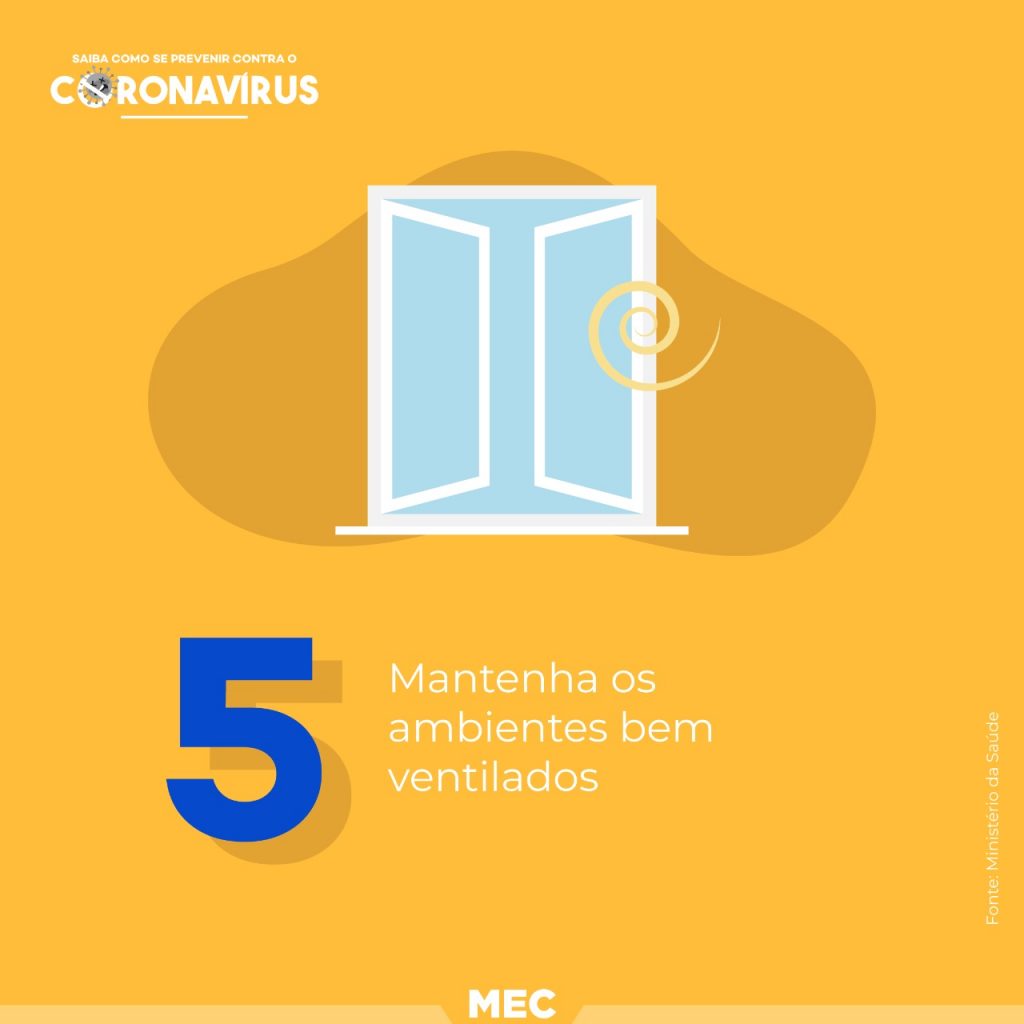 SAIBA COMO SE PREVENIR CONTRA O
CORONAVÍRUS
5
Mantenha os
ambientes bem
ventilados
Fonte: Ministério da Saúde
MEC